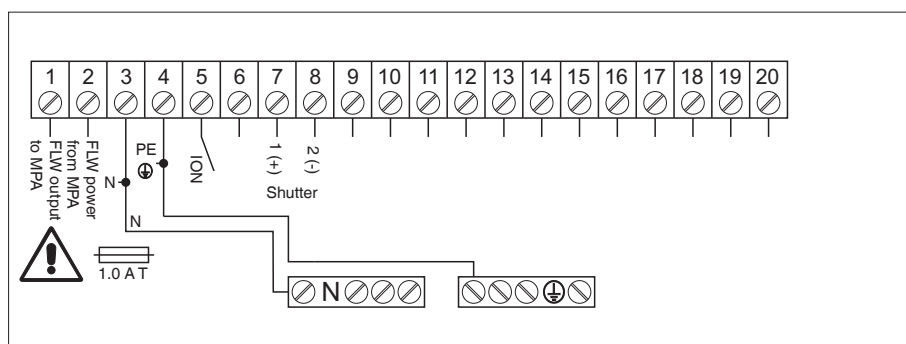 1 2 3 4 5 6 7 8 9 10 11 12 13 14 15 16 17 18 19 20
FLW output
to MPA
FLW power
from MPA
N
N
PE
ION
1 (+)
2 (-)
Shutter
1.0 A T
N